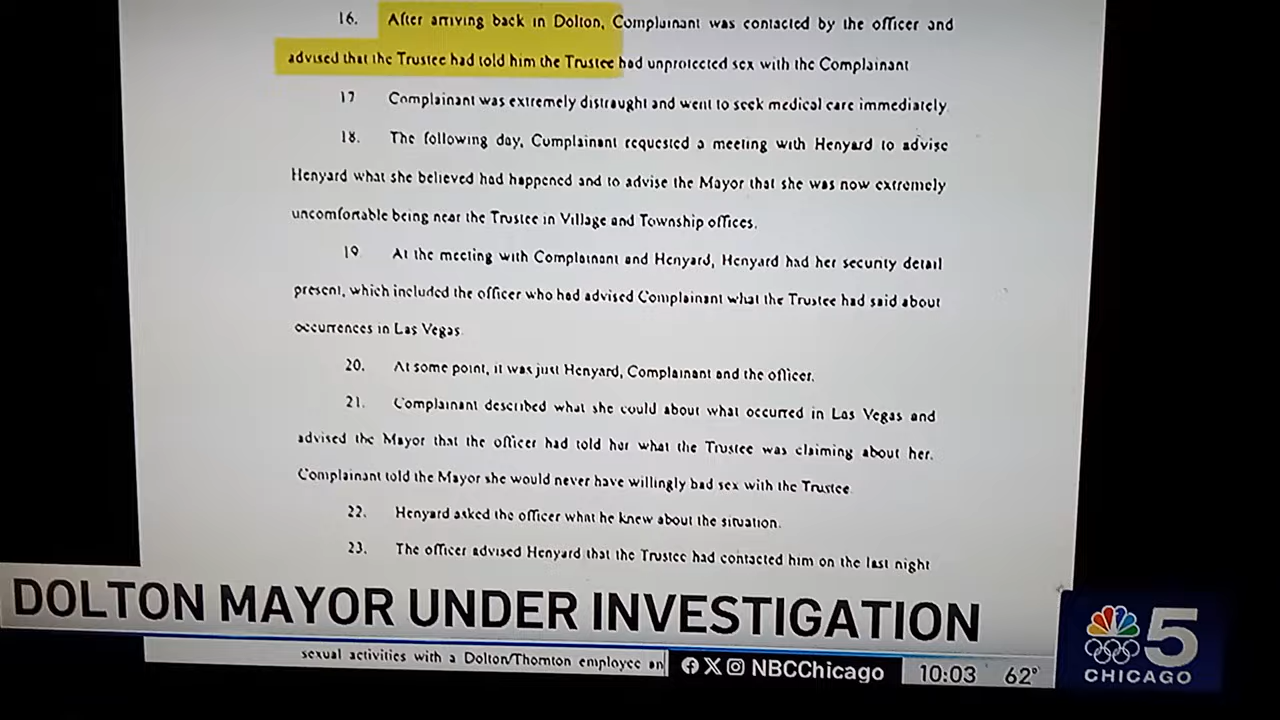 16. After arriving back in Dolton, Complainant was contacted by the officer and
advised that the Trustee had told him the Trustee had unprotected sex with the Complainant
17 Complainant was extremely distraught and went to seek medical care immediately
18. The following day, Complainant requested a meeting with Henyard to advise
Henyard what she believed had happened and to advise the Mayor that she was now extremely
uncomfortable being near the Trustee in Village and Township offices.
19 At the meeting with Complainant and Henyard, Henyard had her security detail
present, which included the officer who had advised Complainant what the Trustee had said about
occurrences in Las Vegas.
20. At some point, it was just Henyard, Complainant and the officer.
21. Complainant described what she could about what occurred in Las Vegas and
advised the Mayor that the officer had told her what the Trustee was claiming about her.
Complainant told the Mayor she would never have willingly had sex with the Trustee
22. Henyard asked the officer what he knew about the situation.
23. The officer advised Henyard that the Trustee had contacted him on the last night
DOLTON MAYOR UNDER INVESTIGATION
sexual activities with a Dolton/Thornton employee on
NBCChicago
10:03 62°
5
CHICAGO